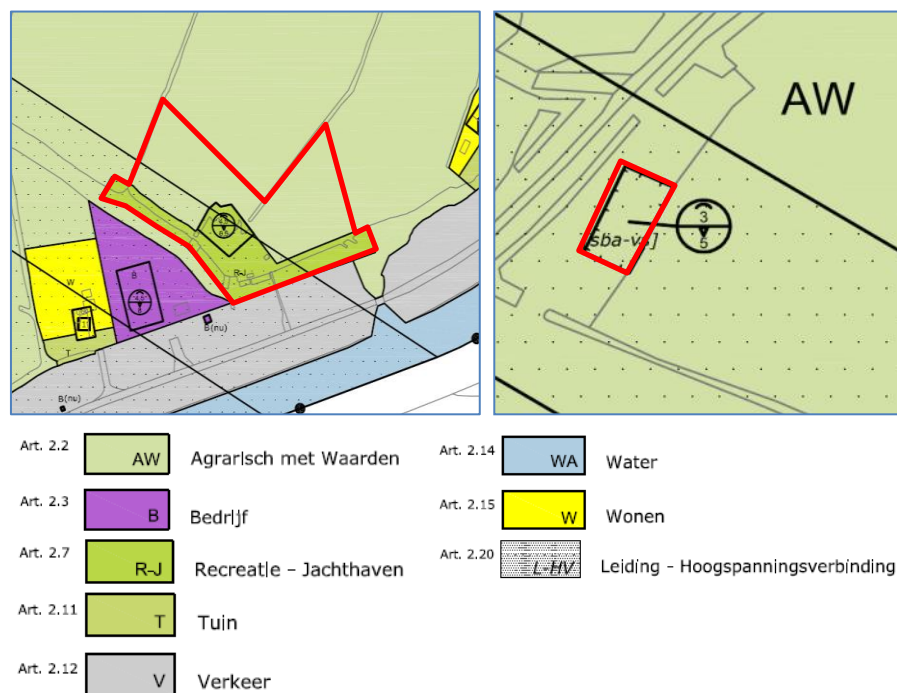 AW
3
5
[sba-vs]
R-J
W
B
B(nu)
T
B(nu)
Art. 2.2 AW Agrarisch met Waarden
Art. 2.3 B Bedrijf
Art. 2.7 R-J Recreatie - Jachthaven
Art. 2.11 T Tuin
Art. 2.12 V Verkeer
Art. 2.14 WA Water
Art. 2.15 W Wonen
Art. 2.20 L-HV Leiding - Hoogspanningsverbinding